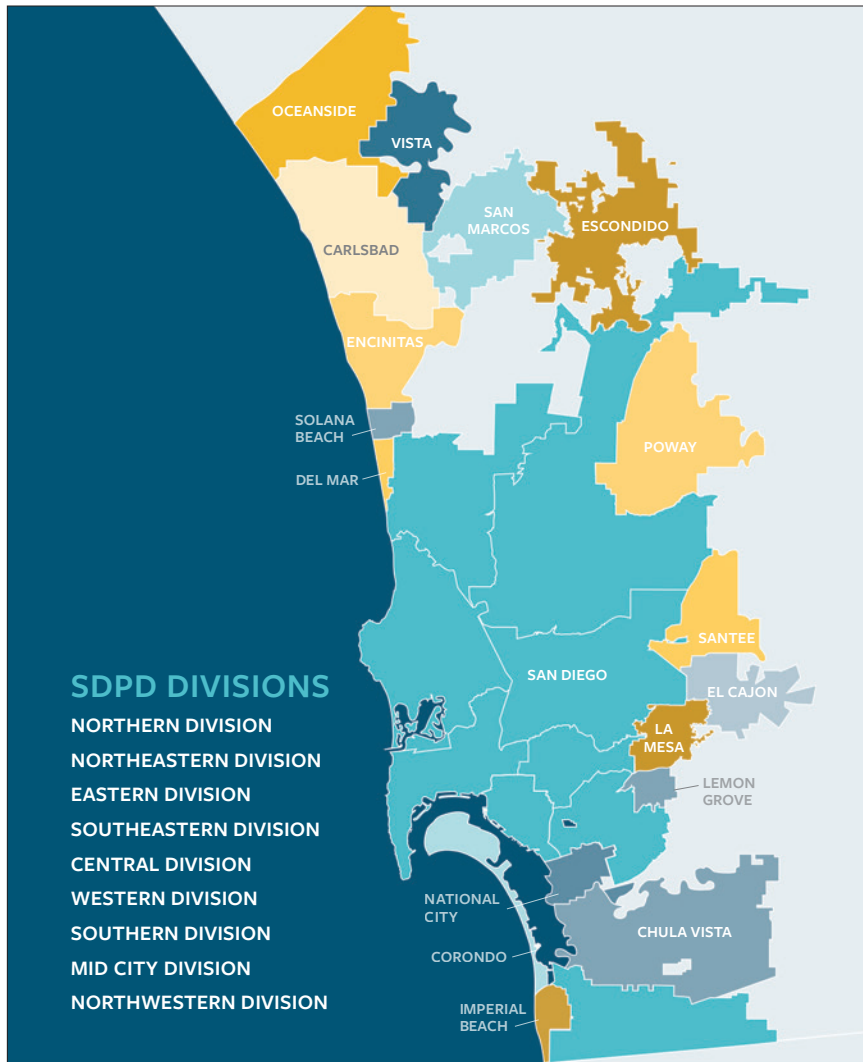 OCEANSIDE
VISTA
SAN
MARCOS
ESCONDIDO
CARLSBAD
ENCINITAS
SOLANA
BEACH
POWAY
DEL MAR
SANTEE
SAN DIEGO
EL CAJON
LA
MESA
LEMON
GROVE
NATIONAL
CITY
CHULA VISTA
CORONDO
IMPERIAL
BEACH
SDPD DIVISIONS
NORTHERN DIVISION
NORTHEASTERN DIVISION
EASTERN DIVISION
SOUTHEASTERN DIVISION
CENTRAL DIVISION
WESTERN DIVISION
SOUTHERN DIVISION
MID CITY DIVISION
NORTHWESTERN DIVISION